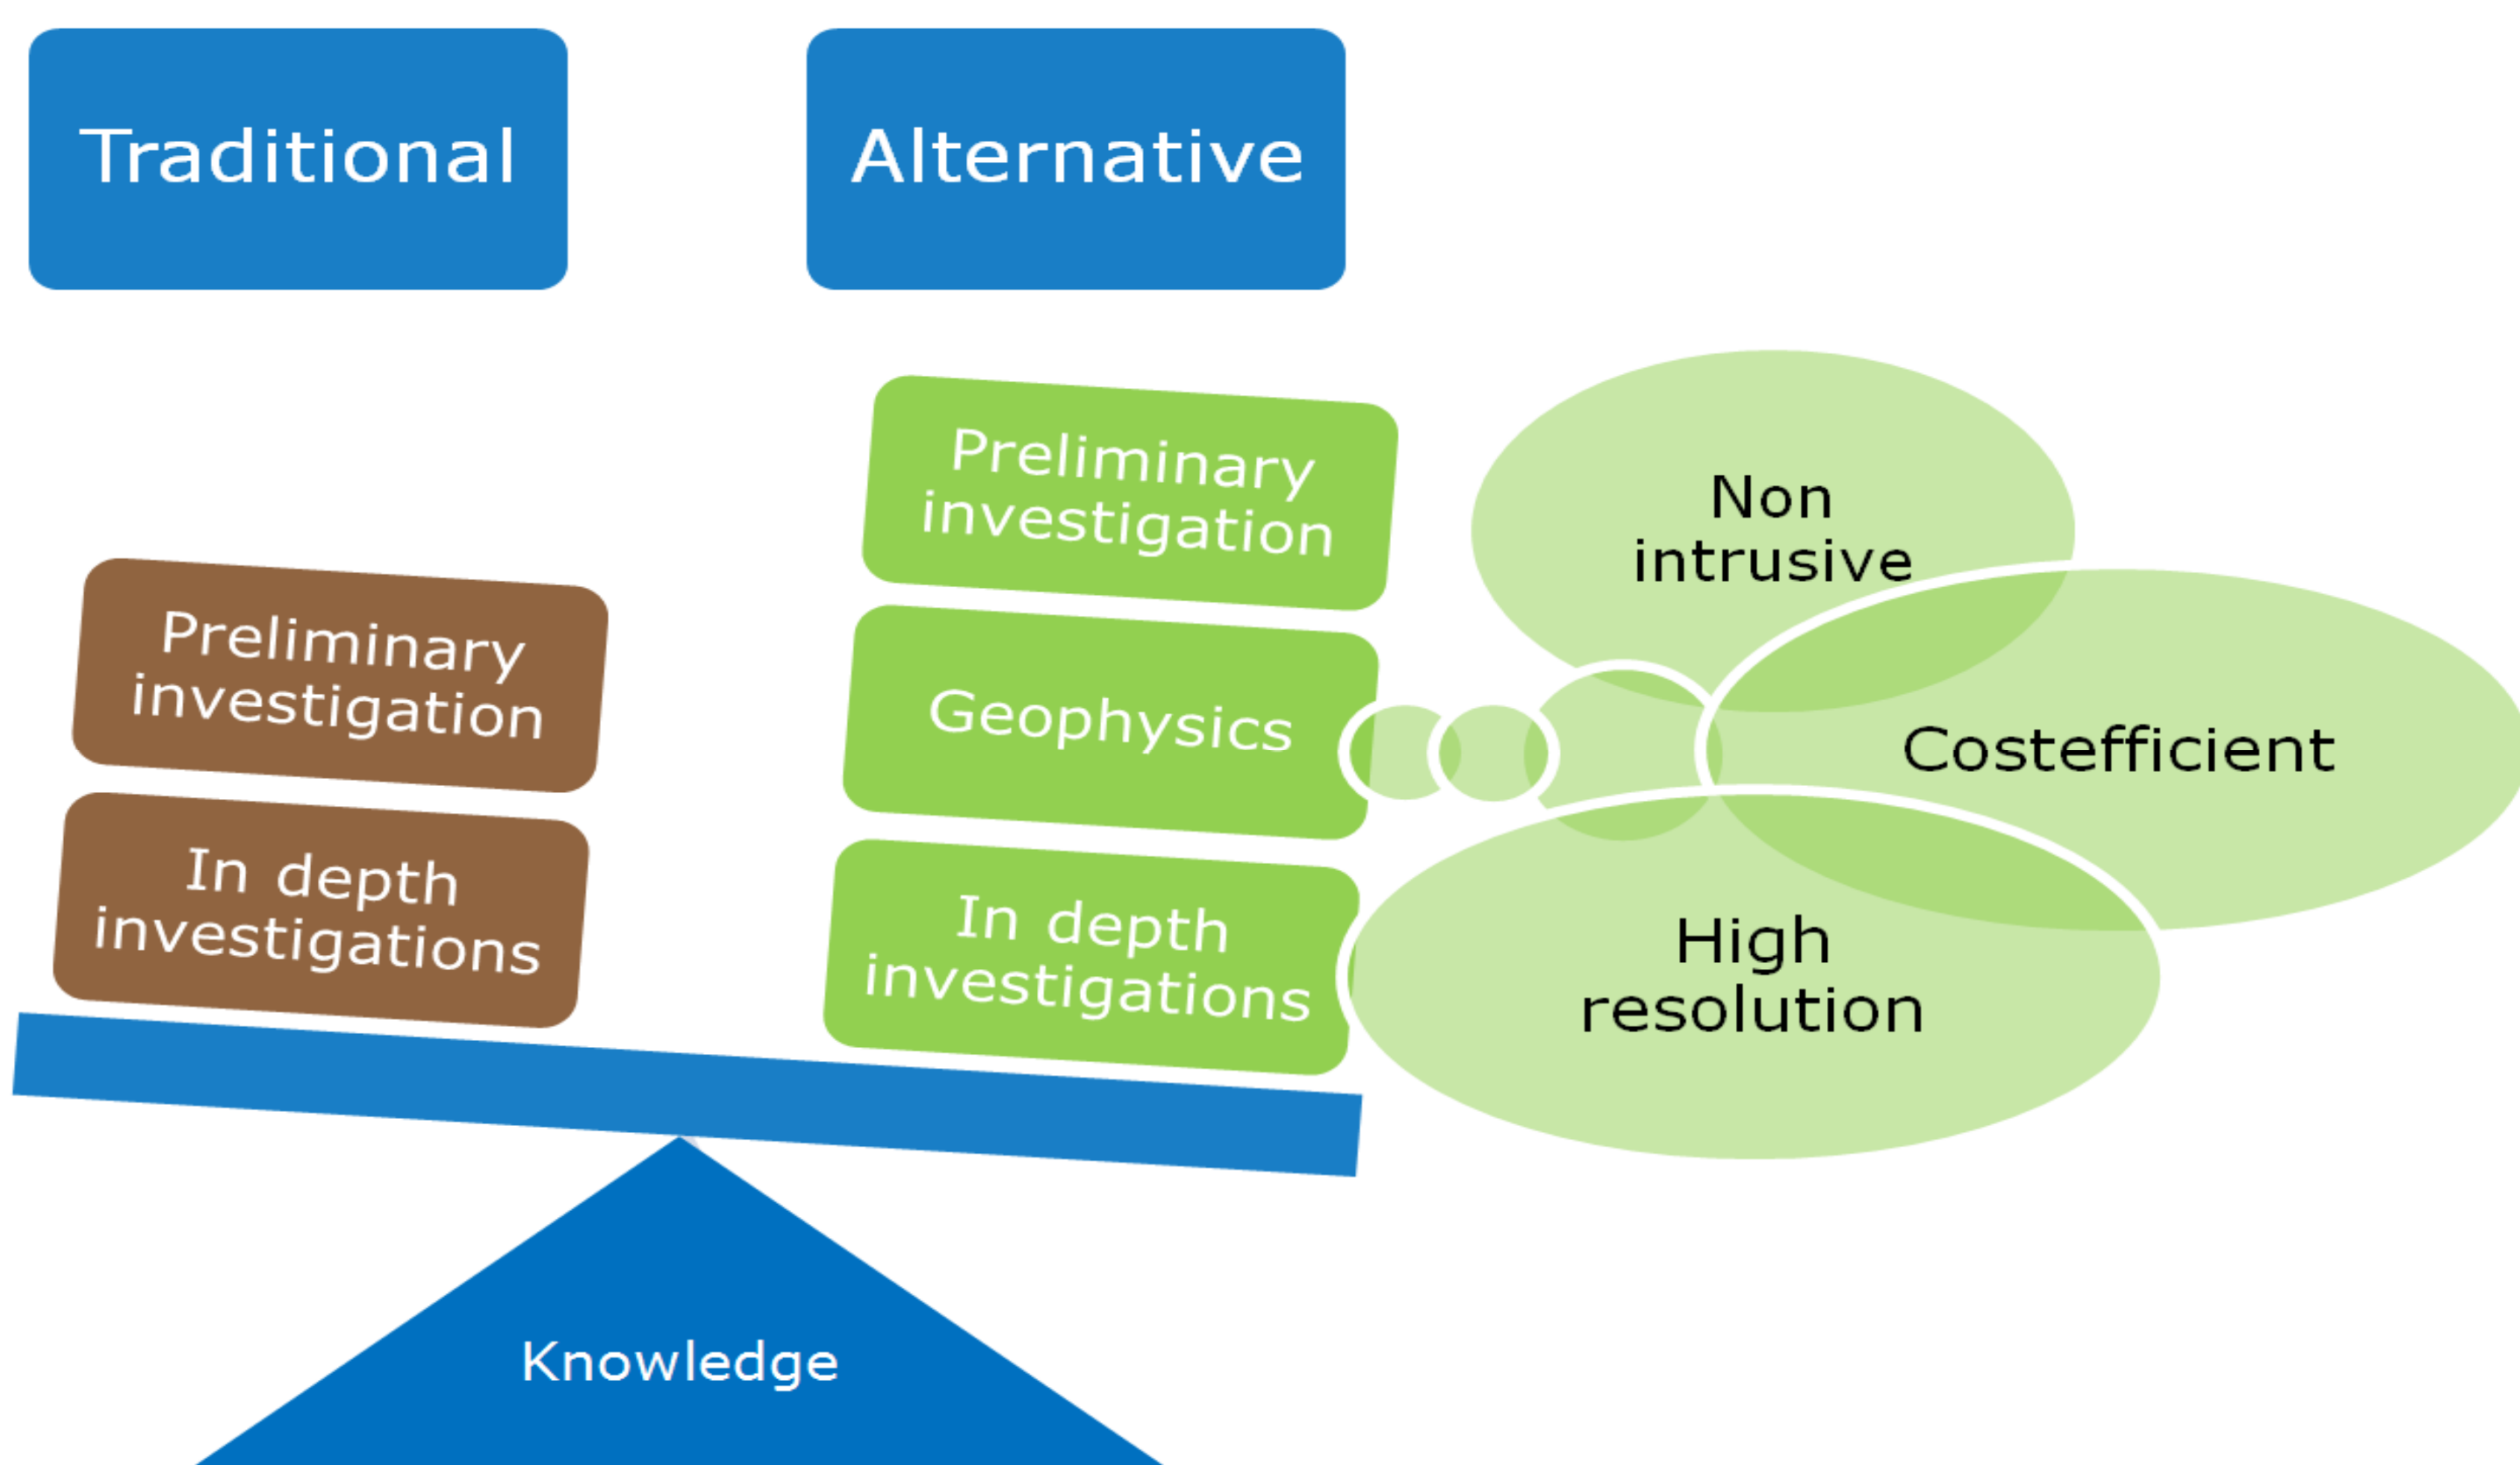 Traditional
Alternative
Preliminary
investigation
In depth
investigations
Preliminary
investigation
Geophysics
In depth
investigations
Non
intrusive
Costefficient
High
resolution
Knowledge